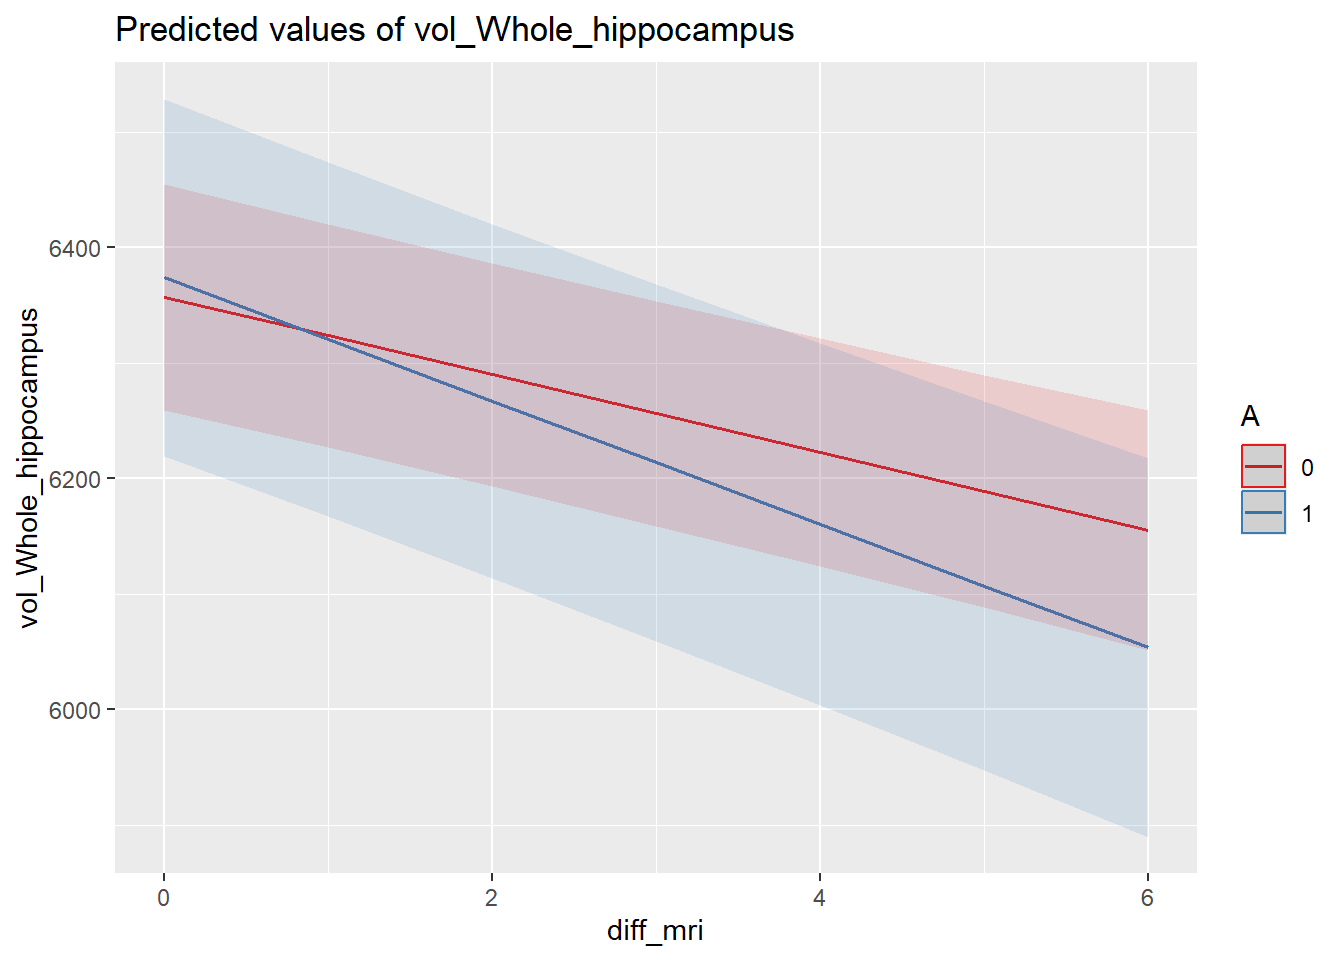 Predicted values of vol_Whole_hippocampus
vol_Whole_hippocampus
6400
6200
6000
0
2
4
6
diff_mri
A
0
1